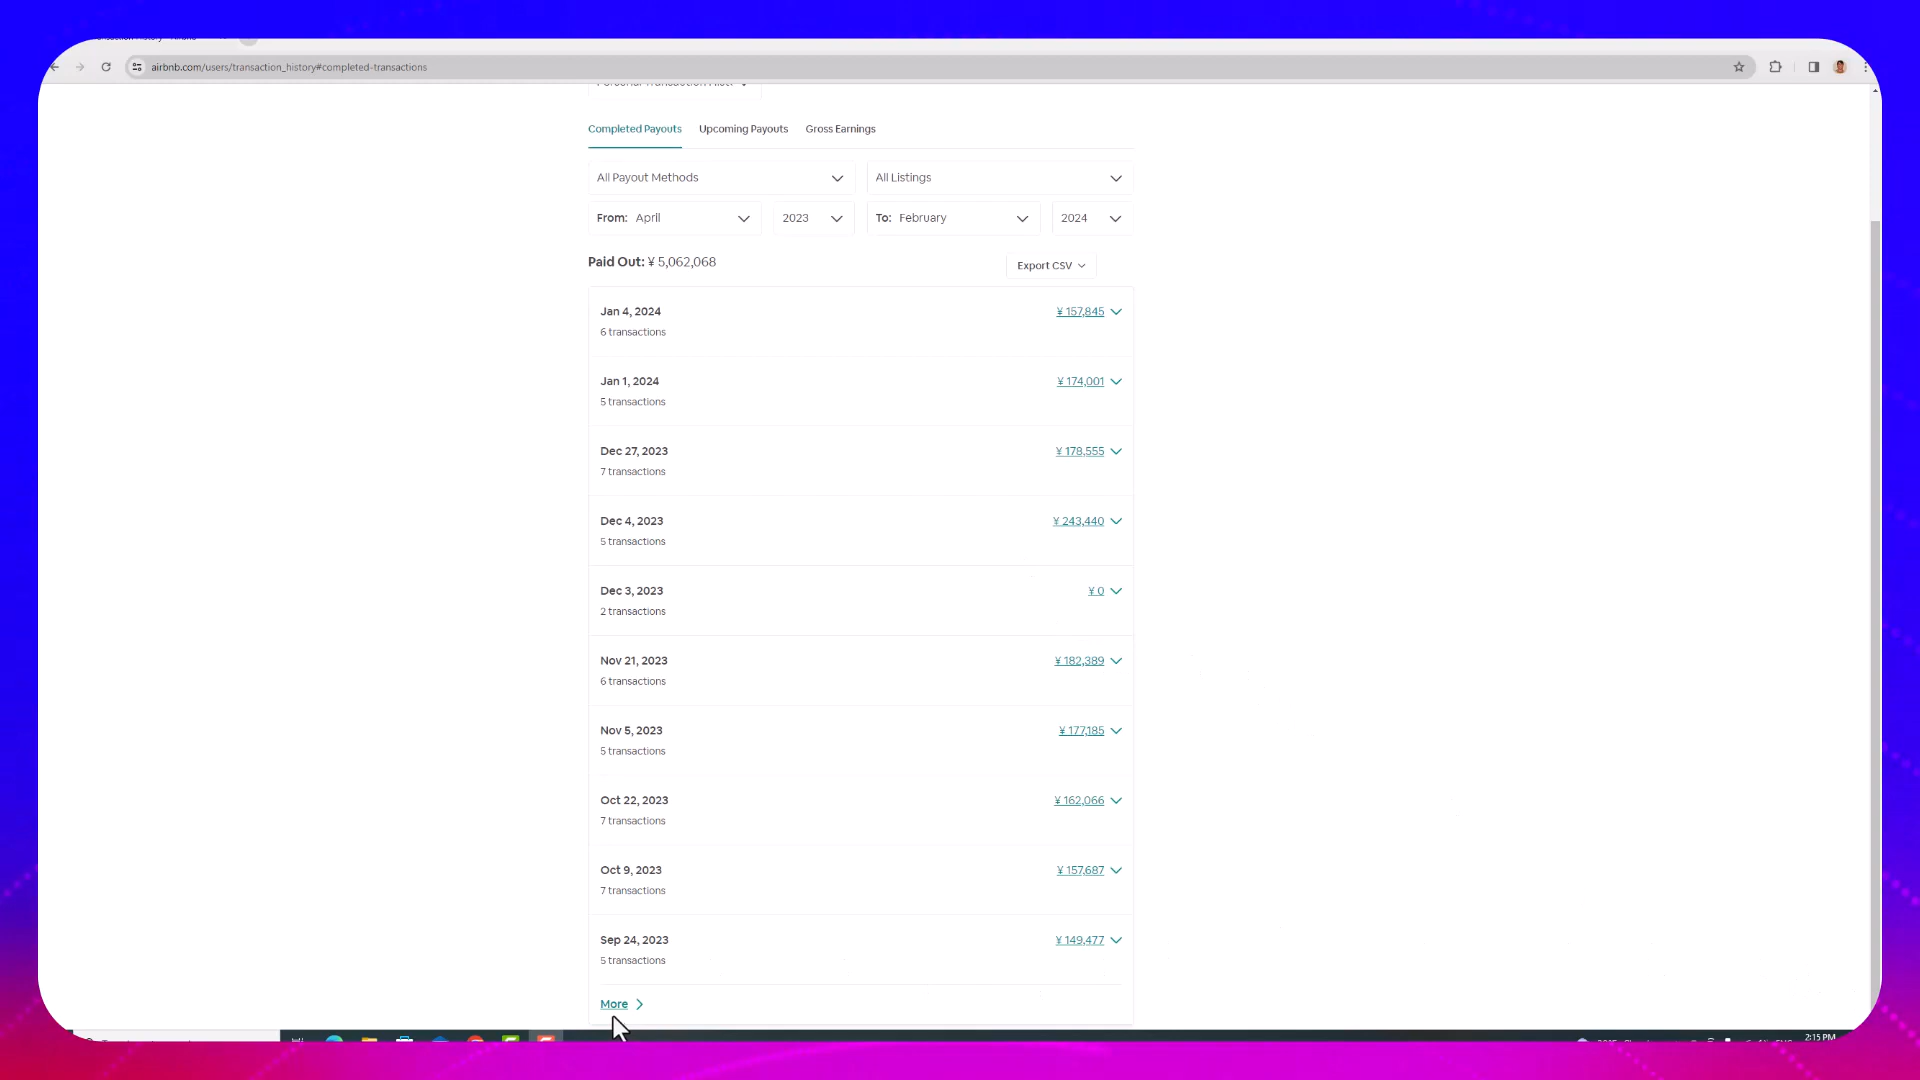 airbnb.com/users/transaction_history#completed-transactions
Completed Payouts Upcoming Payouts Gross Earnings
All Payout Methods All Listings
From: April 2023 To: February 2024
Paid Out: ¥ 5,062,068 Export CSV
Jan 4, 2024 ¥ 157,845
6 transactions
Jan 1, 2024 ¥ 174,001
5 transactions
Dec 27, 2023 ¥ 178,555
7 transactions
Dec 4, 2023 ¥ 243,440
5 transactions
Dec 3, 2023 ¥ 0
2 transactions
Nov 21, 2023 ¥ 182,389
6 transactions
Nov 5, 2023 ¥ 177,185
5 transactions
Oct 22, 2023 ¥ 162,066
7 transactions
Oct 9, 2023 ¥ 157,687
7 transactions
Sep 24, 2023 ¥ 149,477
5 transactions
More
2:15 PM